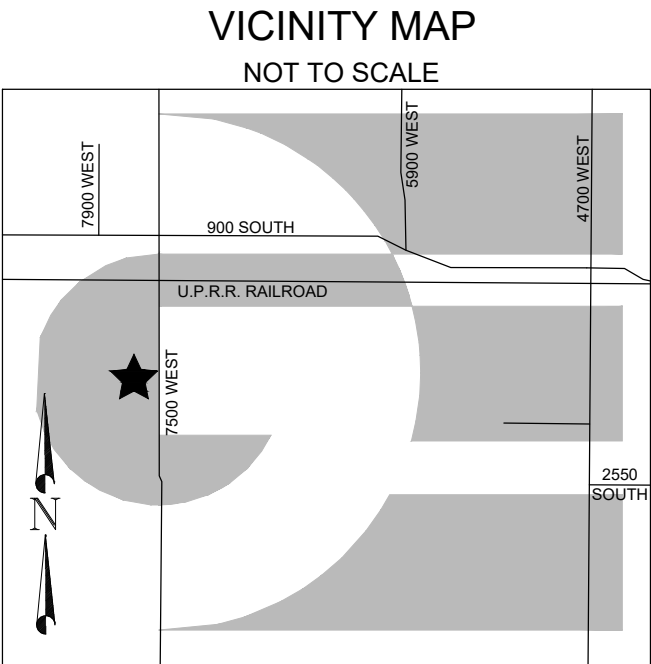 VICINITY MAP
NOT TO SCALE
7900 WEST
5900 WEST
4700 WEST
900 SOUTH
U.P.R.R. RAILROAD
7500 WEST
2550
SOUTH
N